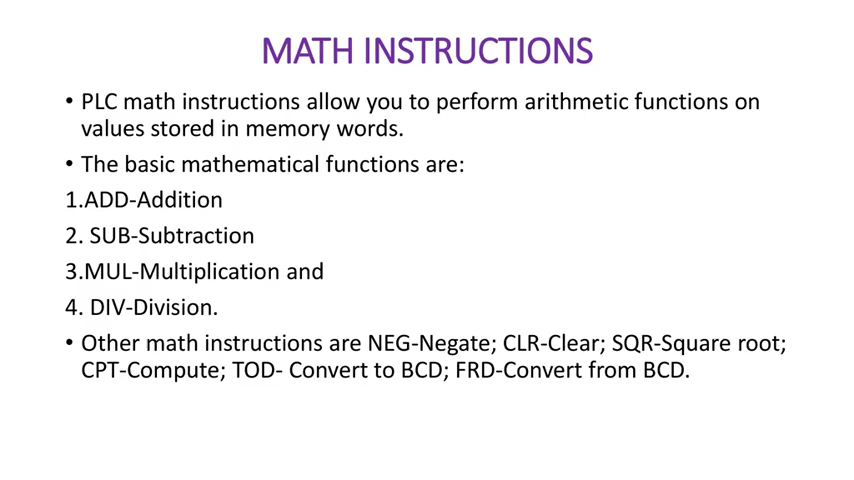 MATH INSTRUCTIONS
• PLC math instructions allow you to perform arithmetic functions on
values stored in memory words.
• The basic mathematical functions are:
1.ADD-Addition
2. SUB-Subtraction
3.MUL-Multiplication and
4. DIV-Division.
• Other math instructions are NEG-Negate; CLR-Clear; SQR-Square root;
CPT-Compute; TOD- Convert to BCD; FRD-Convert from BCD.